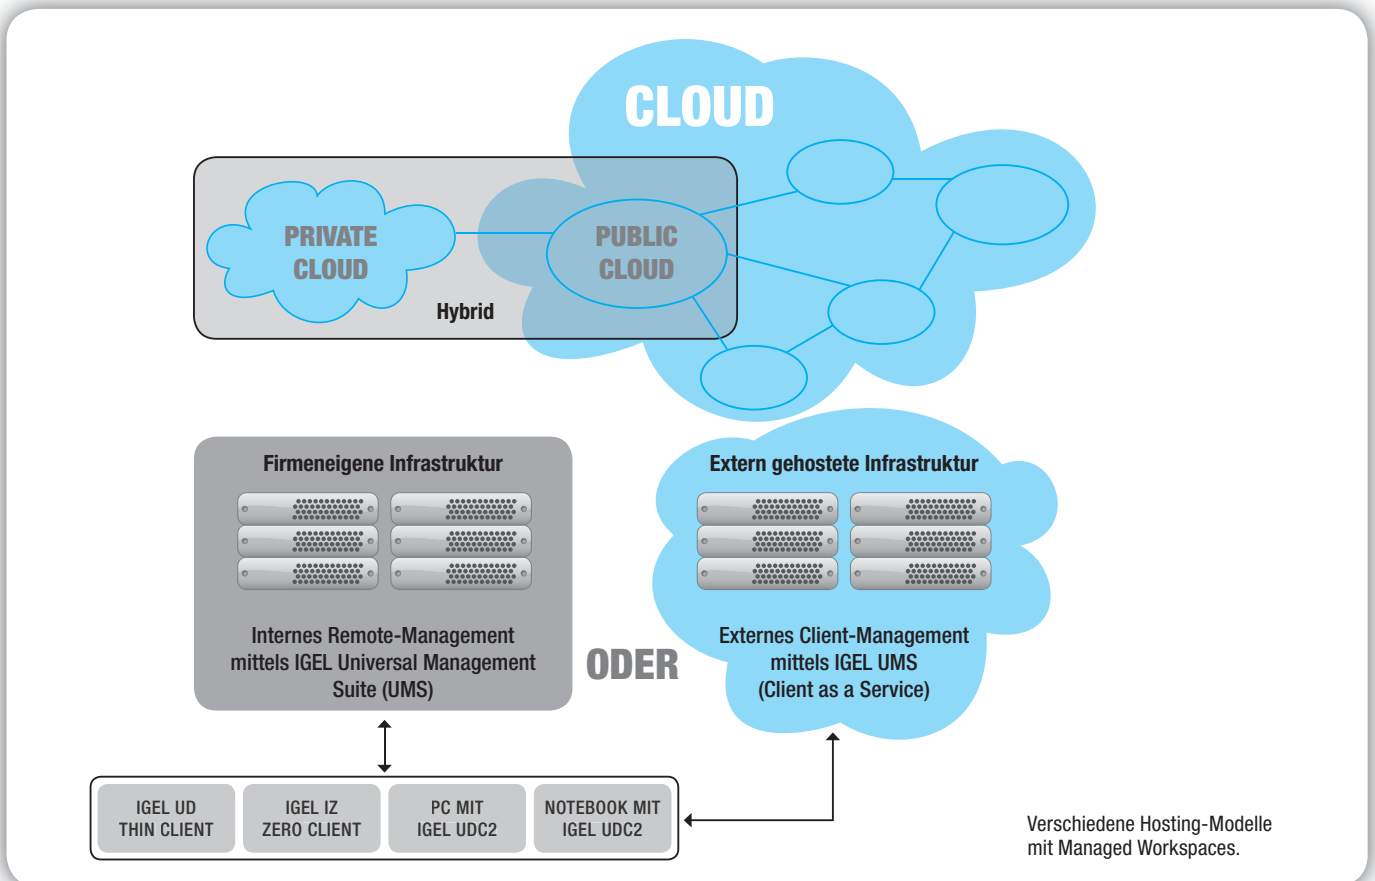 CLOUD
PRIVATE
CLOUD
PUBLIC
CLOUD
Hybrid
Firmeneigene Infrastruktur
Internes Remote-Management
mittels IGEL Universal Management
Suite (UMS)
ODER
Extern gehostete Infrastruktur
Externes Client-Management
mittels IGEL UMS
(Client as a Service)
IGEL UD
THIN CLIENT
IGEL IZ
ZERO CLIENT
PC MIT
IGEL UDC2
NOTEBOOK MIT
IGEL UDC2
Verschiedene Hosting-Modelle
mit Managed Workspaces.